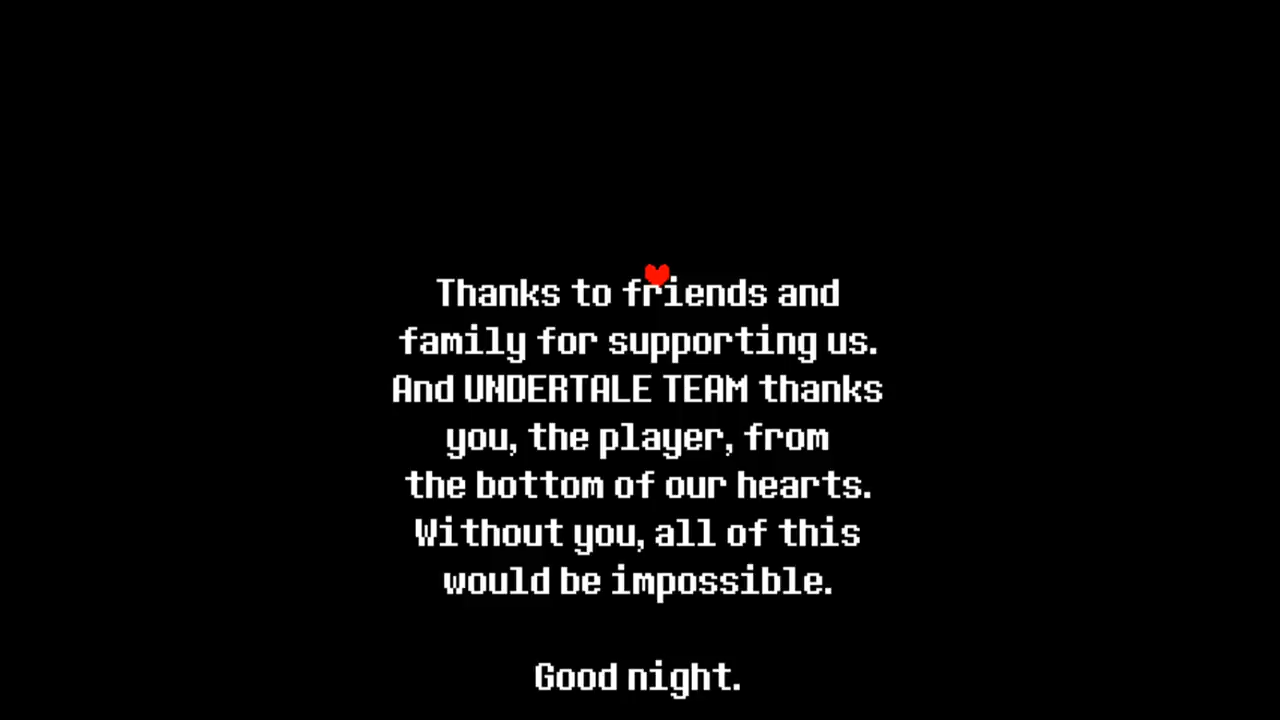 Thanks to friends and
family for supporting us.
And UNDERTALE TEAM thanks
you, the player, from
the bottom of our hearts.
Without you, all of this
would be impossible.
Good night.